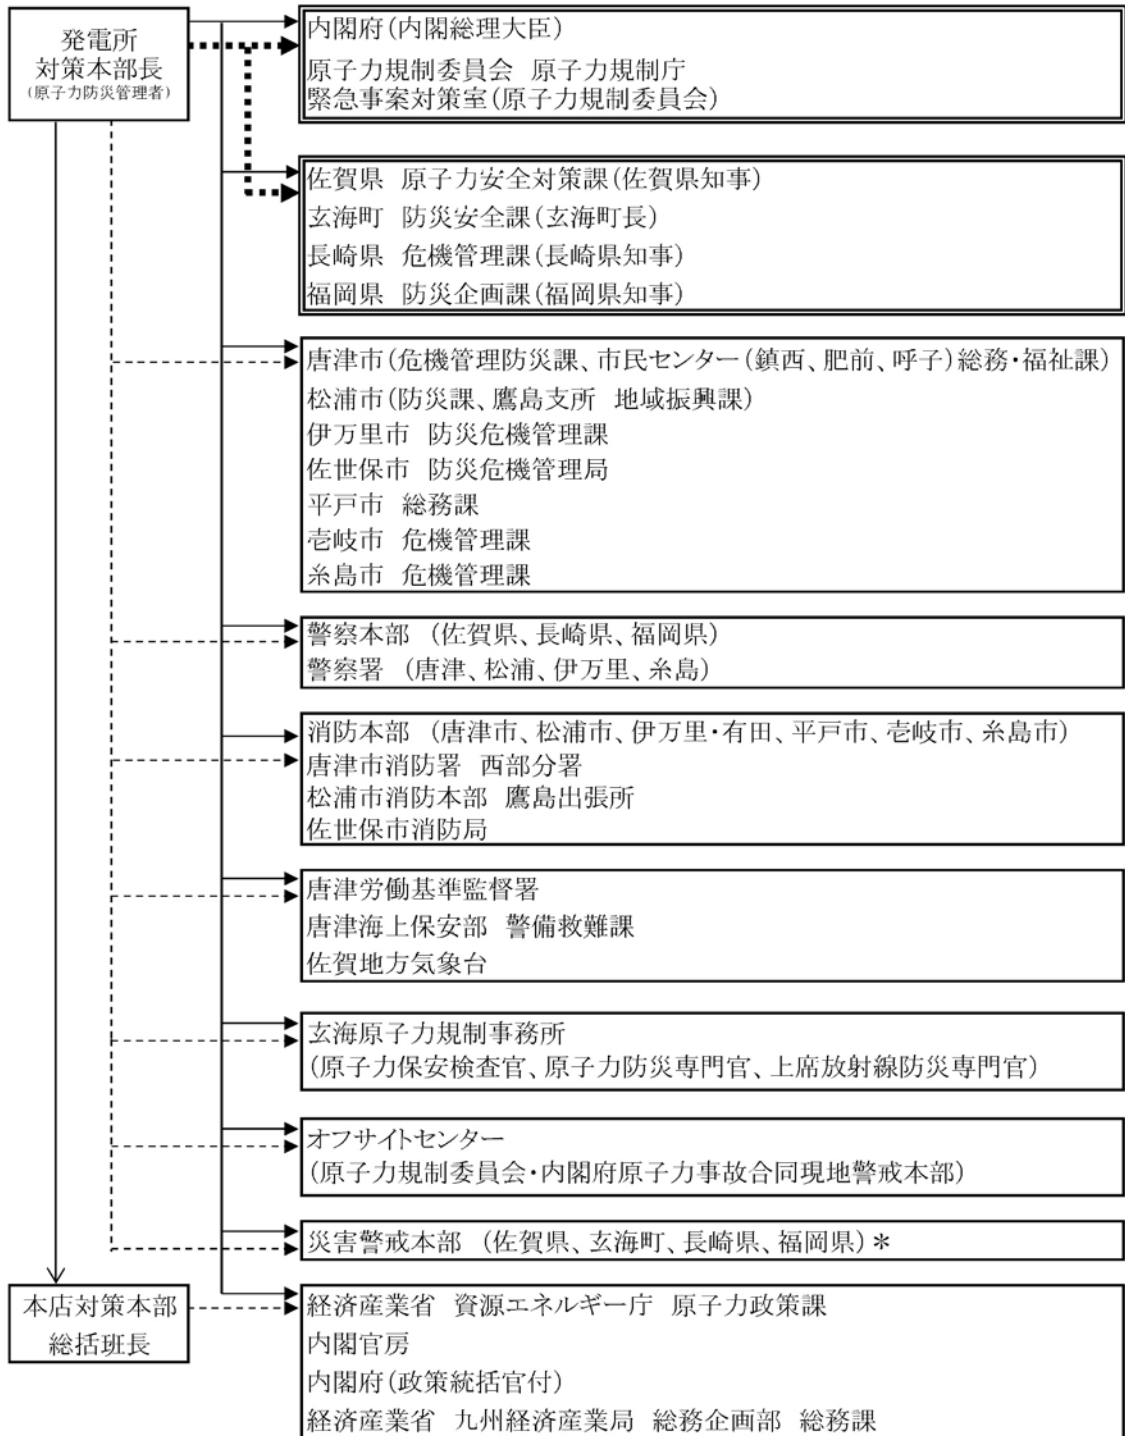 発電所
対策本部長
(原子力防災管理者)
内閣府(内閣総理大臣)
原子力規制委員会 原子力規制庁
緊急事案対策室(原子力規制委員会)
佐賀県 原子力安全対策課(佐賀県知事)
玄海町 防災安全課(玄海町長)
長崎県 危機管理課(長崎県知事)
福岡県 防災企画課(福岡県知事)
唐津市(危機管理防災課、市民センター(鎮西、肥前、呼子)総務・福祉課)
松浦市(防災課、鷹島支所 地域振興課)
伊万里市 防災危機管理課
佐世保市 防災危機管理局
平戸市 総務課
壱岐市 危機管理課
糸島市 危機管理課
警察本部 (佐賀県、長崎県、福岡県)
警察署 (唐津、松浦、伊万里、糸島)
消防本部 (唐津市、松浦市、伊万里・有田、平戸市、壱岐市、糸島市)
唐津市消防署 西部分署
松浦市消防本部 鷹島出張所
佐世保市消防局
唐津労働基準監督署
唐津海上保安部 警備救難課
佐賀地方気象台
玄海原子力規制事務所
(原子力保安検査官、原子力防災専門官、上席放射線防災専門官)
オフサイトセンター
(原子力規制委員会・内閣府原子力事故合同現地警戒本部)
災害警戒本部 (佐賀県、玄海町、長崎県、福岡県)＊
本店対策本部
総括班長
経済産業省 資源エネルギー庁 原子力政策課
内閣官房
内閣府(政策統括官付)
経済産業省 九州経済産業局 総務企画部 総務課